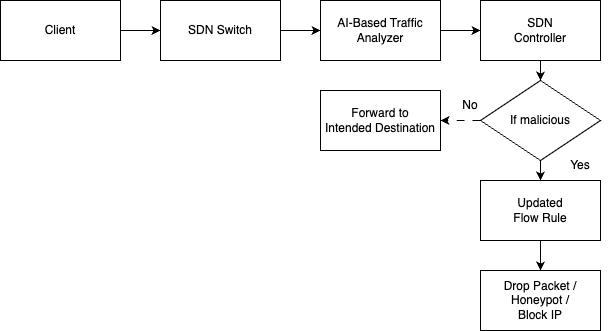 Client
SDN Switch
AI-Based Traffic
Analyzer
SDN
Controller
No
If malicious
Forward to
Intended Destination
Yes
Updated
Flow Rule
Drop Packet /
Honeypot /
Block IP